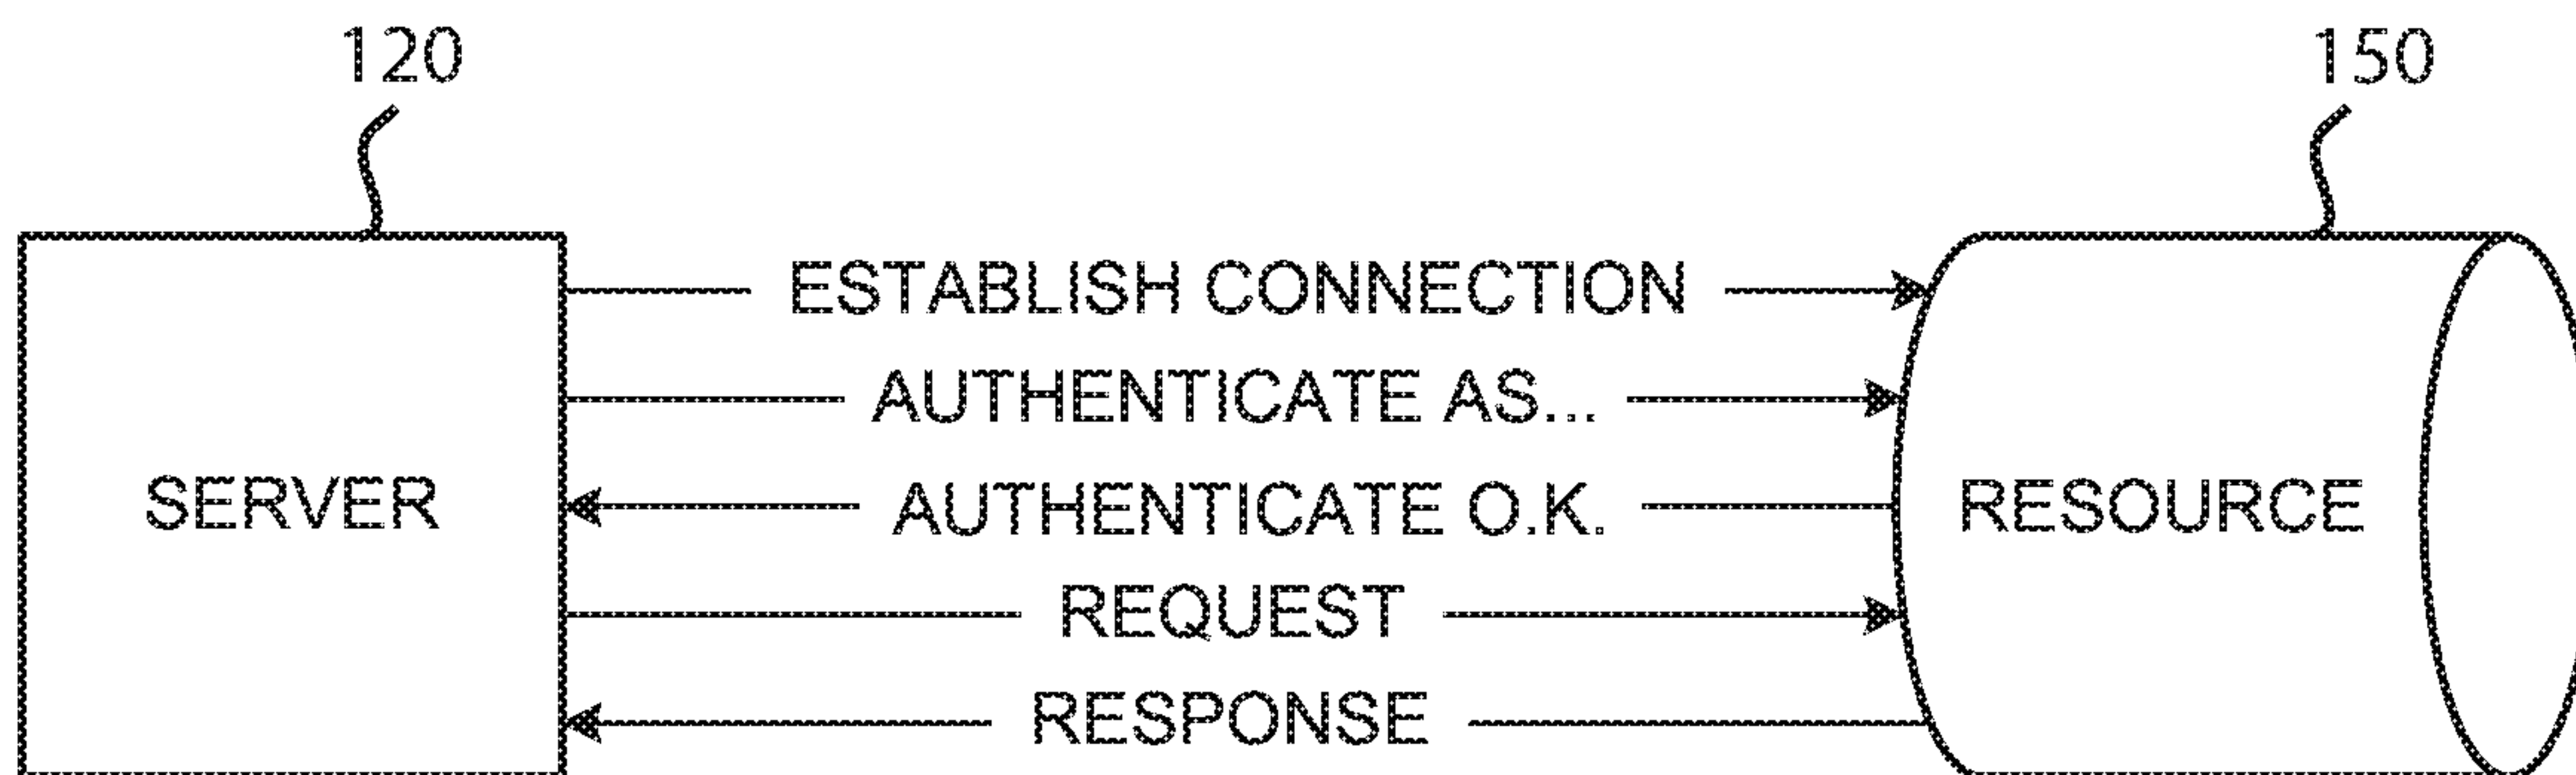 120
150
ESTABLISH CONNECTION
AUTHENTICATE AS...
SERVER
AUTHENTICATE O.K.
RESOURCE
REQUEST
RESPONSE